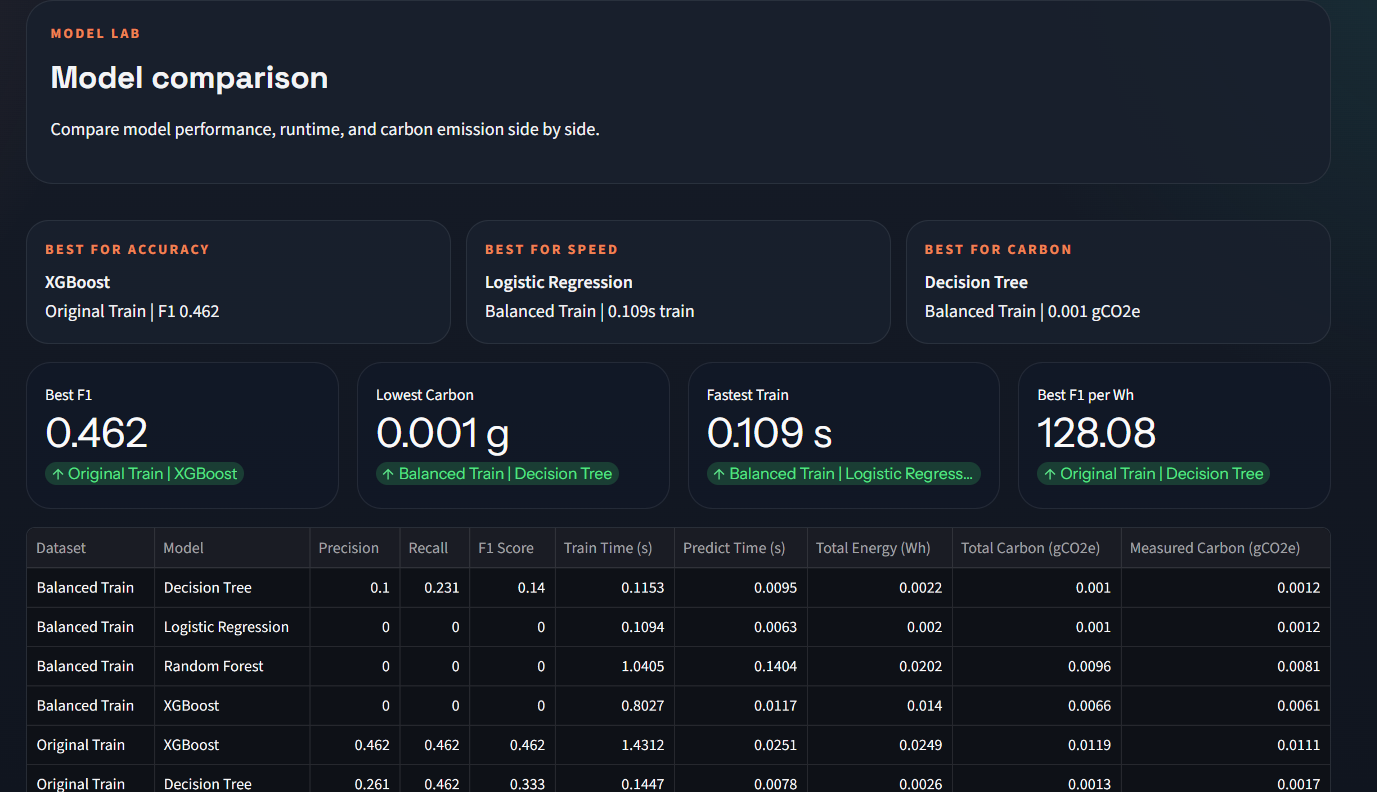 MODEL LAB
Model comparison
Compare model performance, runtime, and carbon emission side by side.
BEST FOR ACCURACY
XGBoost
Original Train | F1 0.462
BEST FOR SPEED
Logistic Regression
Balanced Train | 0.109s train
BEST FOR CARBON
Decision Tree
Balanced Train | 0.001 gCO2e
Best F1
0.462
↑ Original Train | XGBoost
Lowest Carbon
0.001 g
↑ Balanced Train | Decision Tree
Fastest Train
0.109 s
↑ Balanced Train | Logistic Regress...
Best F1 per Wh
128.08
↑ Original Train | Decision Tree
Dataset Model Precision Recall F1 Score Train Time (s) Predict Time (s) Total Energy (Wh) Total Carbon (gCO2e) Measured Carbon (gCO2e)
Balanced Train Decision Tree 0.1 0.231 0.14 0.1153 0.0095 0.0022 0.001 0.0012
Balanced Train Logistic Regression 0 0 0 0.1094 0.0063 0.002 0.001 0.0012
Balanced Train Random Forest 0 0 0 1.0405 0.1404 0.0202 0.0096 0.0081
Balanced Train XGBoost 0 0 0 0.8027 0.0117 0.014 0.0066 0.0061
Original Train XGBoost 0.462 0.462 0.462 1.4312 0.0251 0.0249 0.0119 0.0111
Original Train Decision Tree 0.261 0.462 0.333 0.1447 0.0078 0.0026 0.0013 0.0017